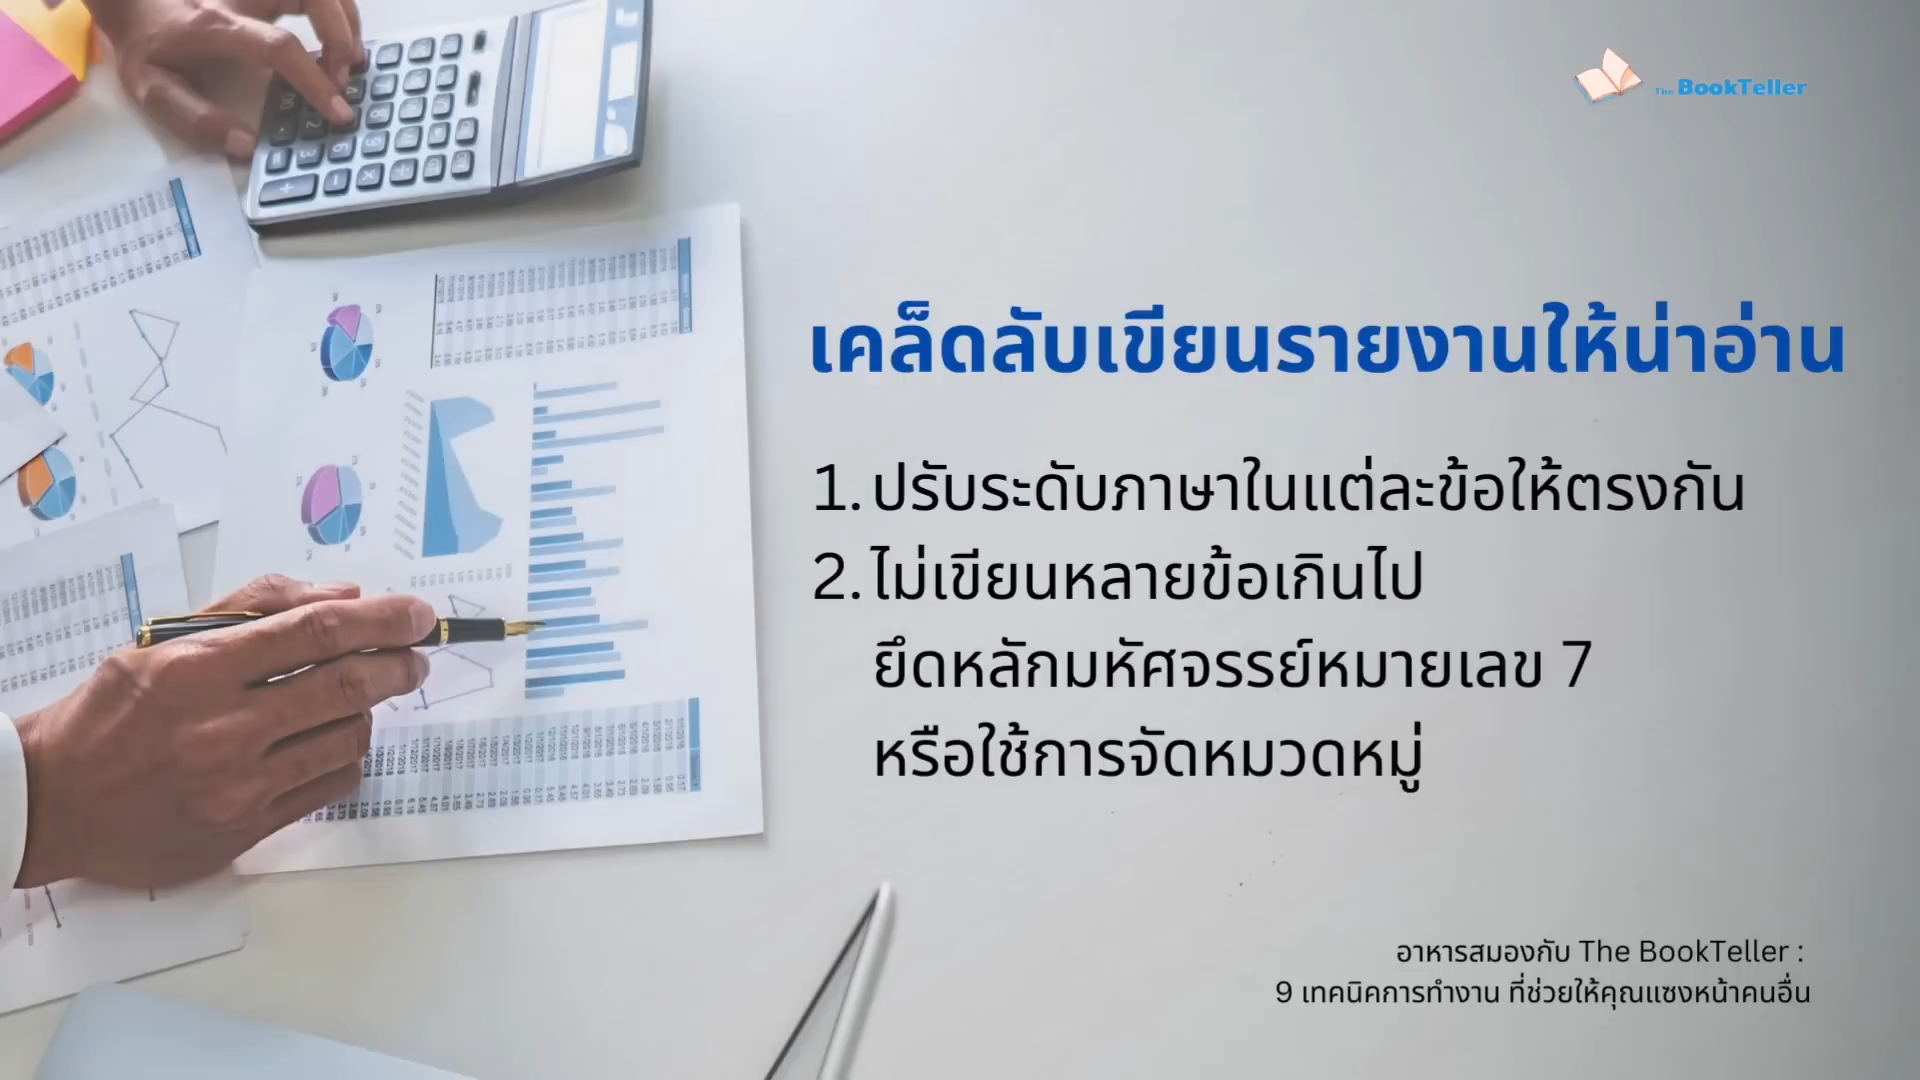 The BookTeller
เคล็ดลับเขียนรายงานให้น่าอ่าน
1. ปรับระดับภาษาในแต่ละข้อให้ตรงกัน
2. ไม่เขียนหลายข้อเกินไป
ยึดหลักมหัศจรรย์หมายเลข 7
หรือใช้การจัดหมวดหมู่
อาหารสมองกับ The BookTeller :
9 เทคนิคการทำงาน ที่ช่วยให้คุณแซงหน้าคนอื่น